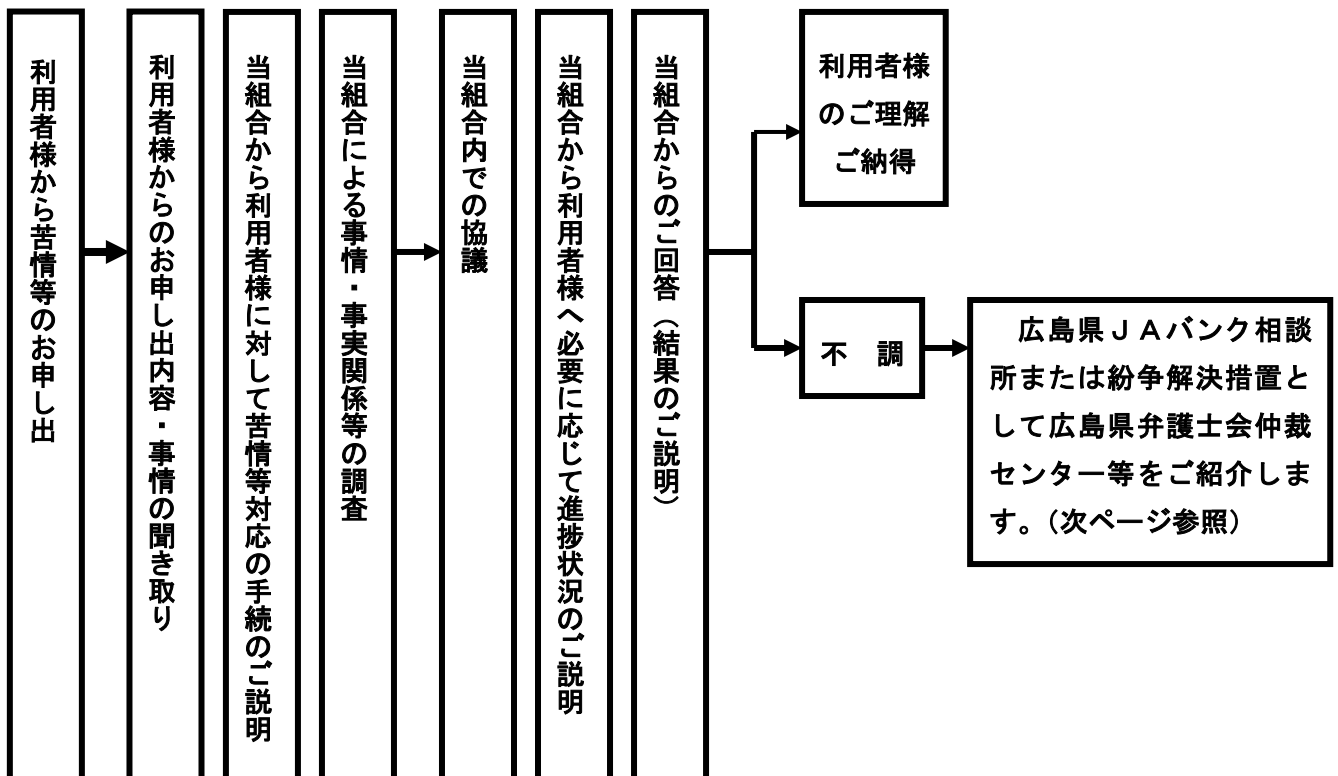 利用者様から苦情等のお申し出
利用者様からのお申し出内容・事情の聞き取り
当組合から利用者様に対して苦情等対応の手続のご説明
当組合による事情・事実関係等の調査
当組合内での協議
当組合から利用者様へ必要に応じて進捗状況のご説明
当組合からのご回答（結果のご説明）
利用者様
のご理解
ご納得
不　調
広島県ＪＡバンク相談
所または紛争解決措置と
して広島県弁護士会仲裁
センター等をご紹介しま
す。（次ページ参照）